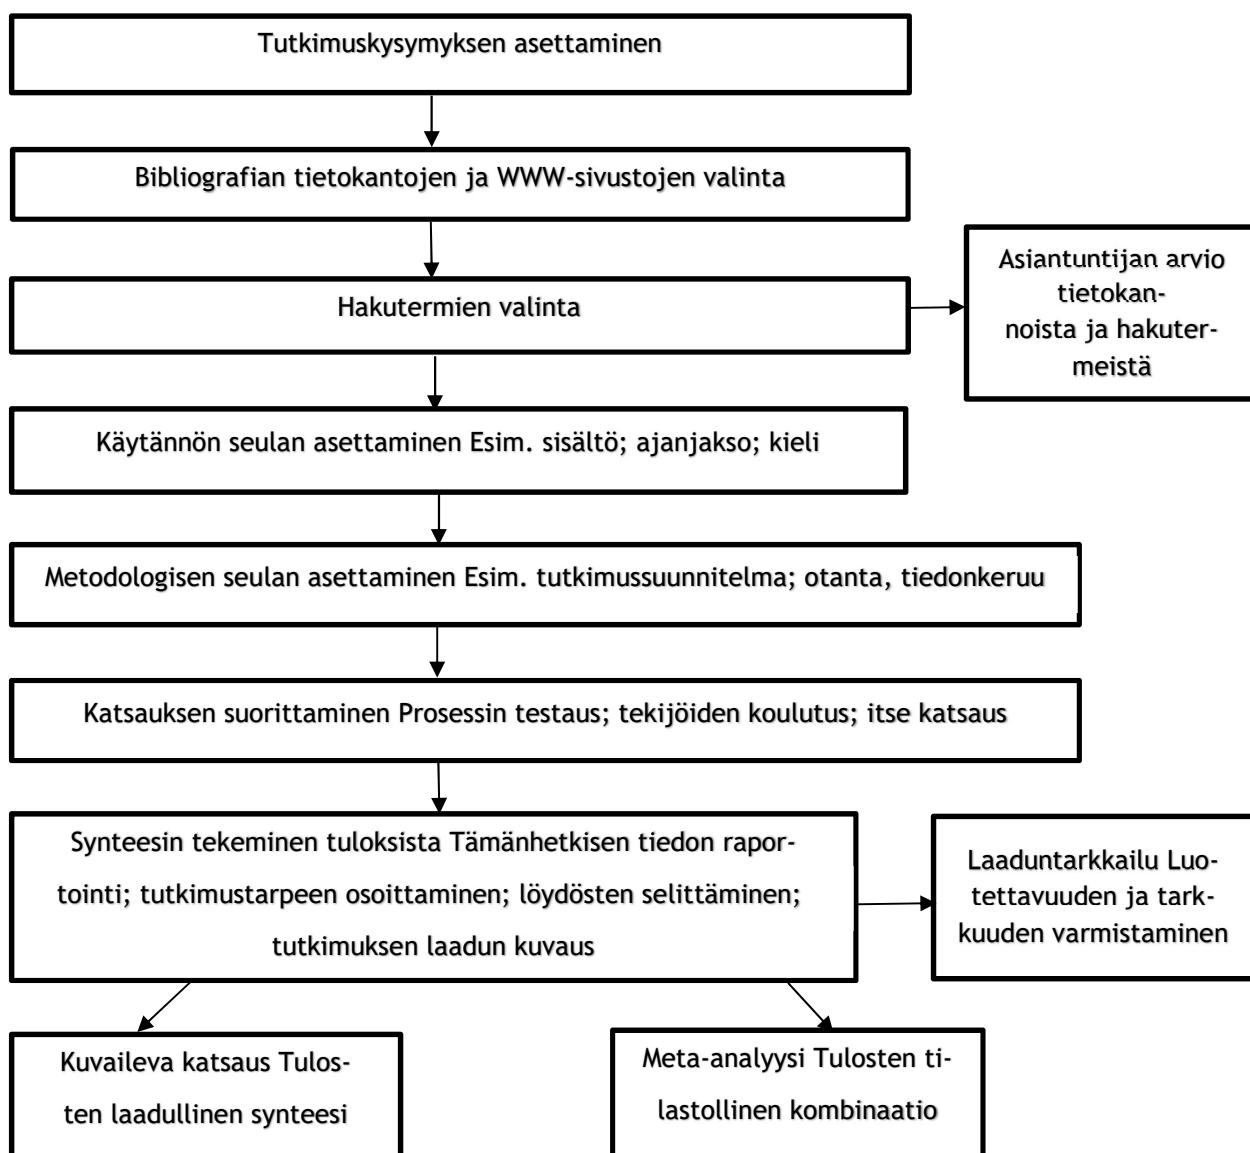 Tutkimuskysymyksen asettaminen
Bibliografian tietokantojen ja WWW-sivustojen valinta
Hakutermien valinta
Asiantuntijan arvio
tietokan-
noista ja hakuter-
meistä
Käytännön seulan asettaminen Esim. sisältö; ajanjakso; kieli
Metodologisen seulan asettaminen Esim. tutkimussuunnitelma; otanta, tiedonkeruu
Katsauksen suorittaminen Prosessin testaus; tekijöiden koulutus; itse katsaus
Synteesin tekeminen tuloksista Tämänhetkisen tiedon rapor-
tointi; tutkimustarpeen osoittaminen; löydösten selittäminen;
tutkimuksen laadun kuvaus
Laaduntarkkailu Luo-
tettavuuden ja tark-
kuuden varmistaminen
Kuvaileva katsaus Tulos-
ten laadullinen synteesi
Meta-analyysi Tulosten ti-
lastollinen kombinaatio